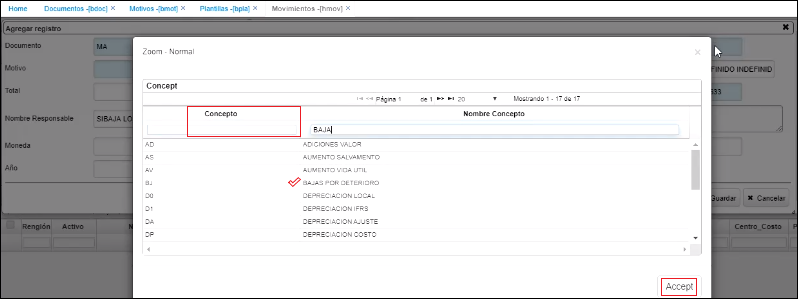 Home Documentos -[bdoc] × Motivos -[bmot] × Plantillas -[bpla] × Movimientos -[hmov] ×
Agregar registro ✖
Documento MA
Zoom - Normal ×
Motivo FINIDO INDEFINID
Total 333
Concept
Página 1 de 1 20 ▼ Mostrando 1 - 17 de 17
Concepto Nombre Concepto
Nombre Responsable SIBAJA LO
BAJA
Moneda
AD ADICIONES VALOR
AS AUMENTO SALVAMENTO
Año
AV AUMENTO VIDA UTIL
BJ BAJAS POR DETERIORO
D0 DEPRECIACION LOCAL
Guardar ✖ Cancelar
D1 DEPRECIACION IFRS
DA DEPRECIACION AJUSTE
Renglón Activo N Centro_Costo P
DP DEPRECIACION COSTO
Accept